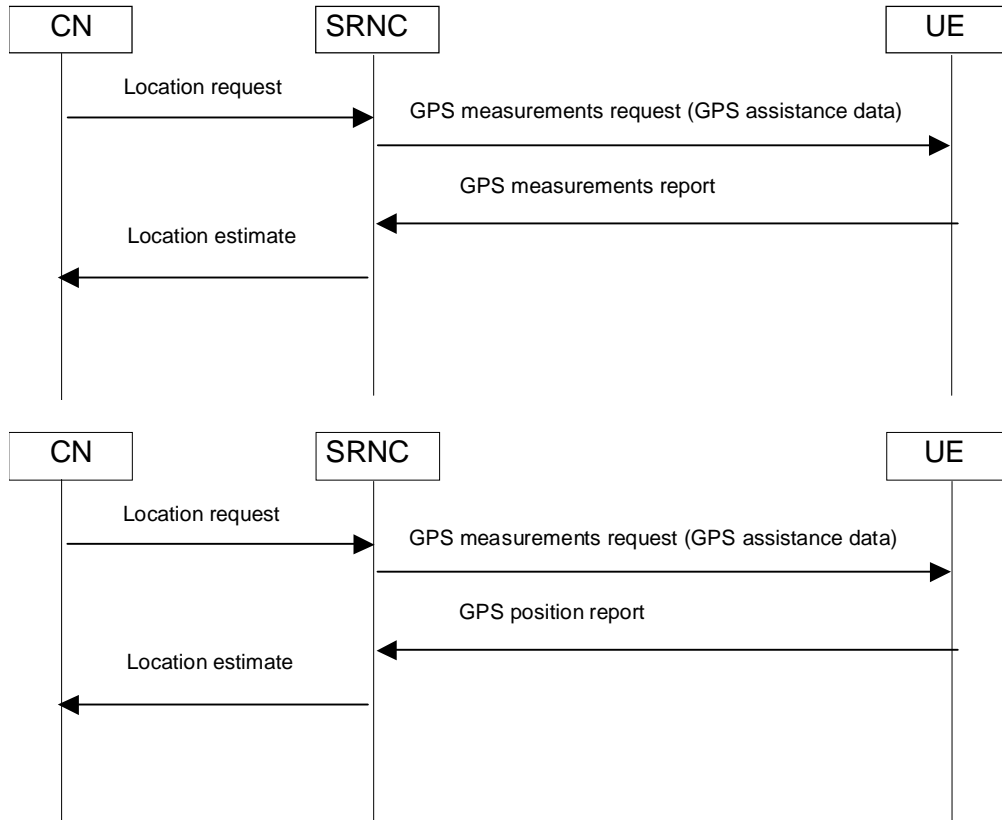 CN
SRNC
UE
Location request
GPS measurements request (GPS assistance data)
GPS measurements report
Location estimate
CN
SRNC
UE
Location request
GPS measurements request (GPS assistance data)
GPS position report
Location estimate